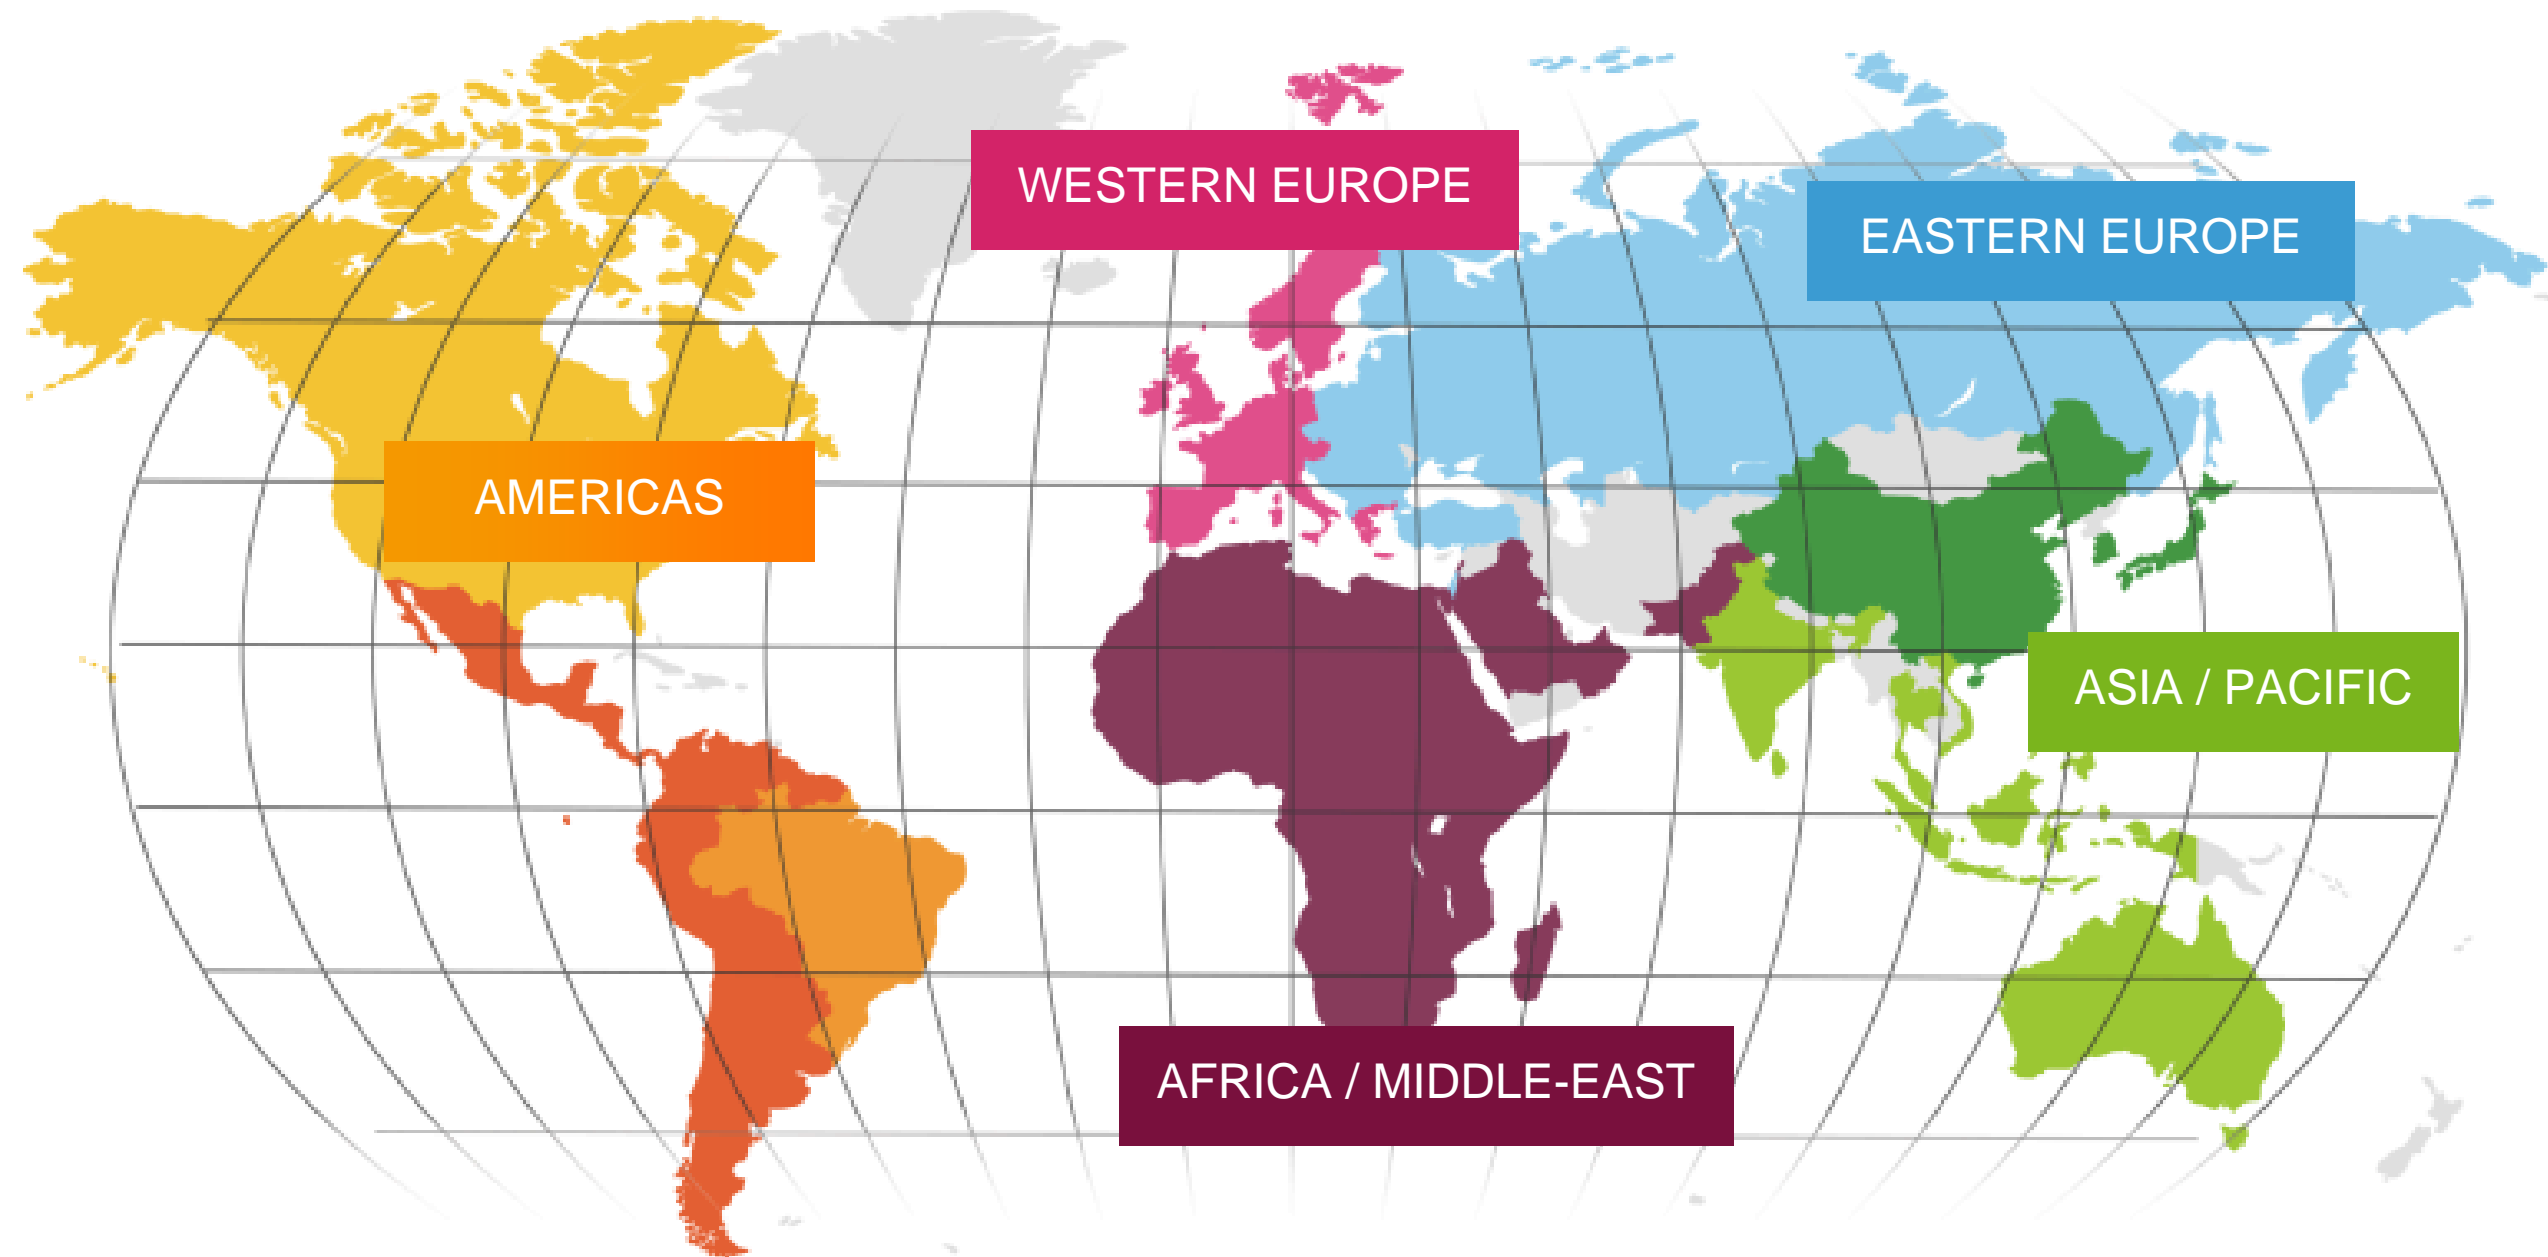 WESTERN EUROPE
EASTERN EUROPE
AMERICAS
ASIA / PACIFIC
AFRICA / MIDDLE-EAST